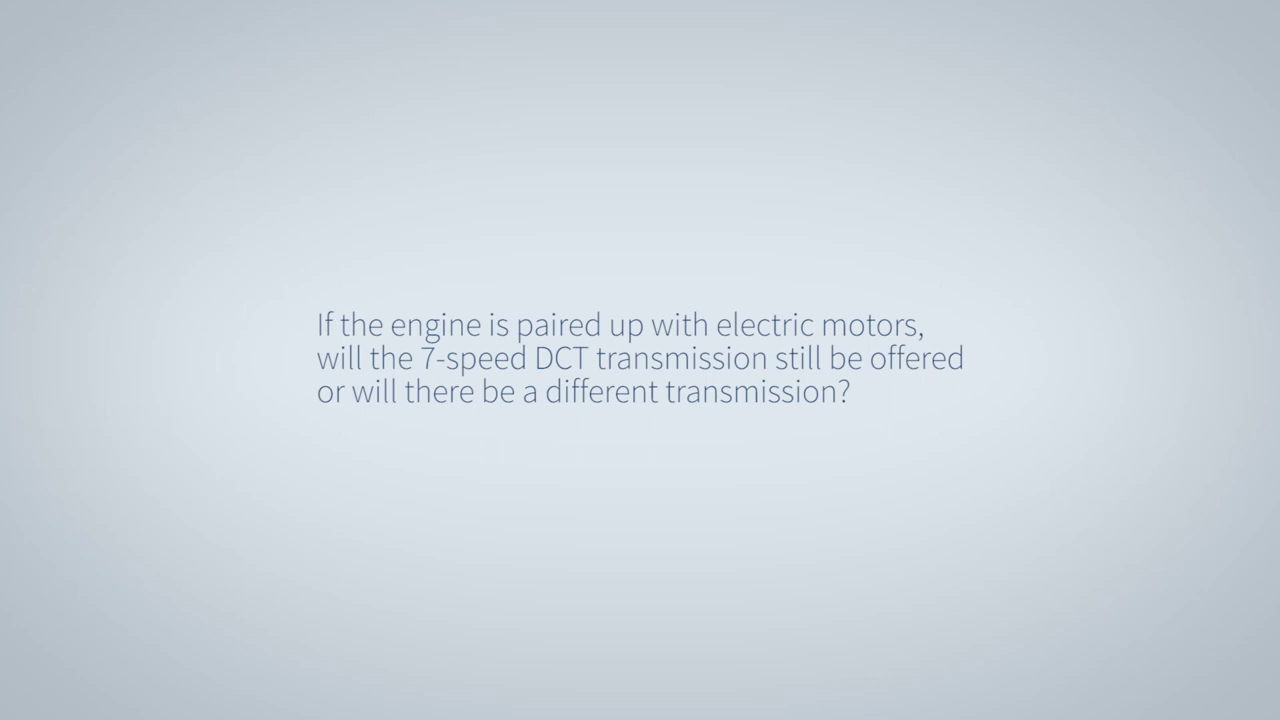 If the engine is paired up with electric motors,
will the 7-speed DCT transmission still be offered
or will there be a different transmission?